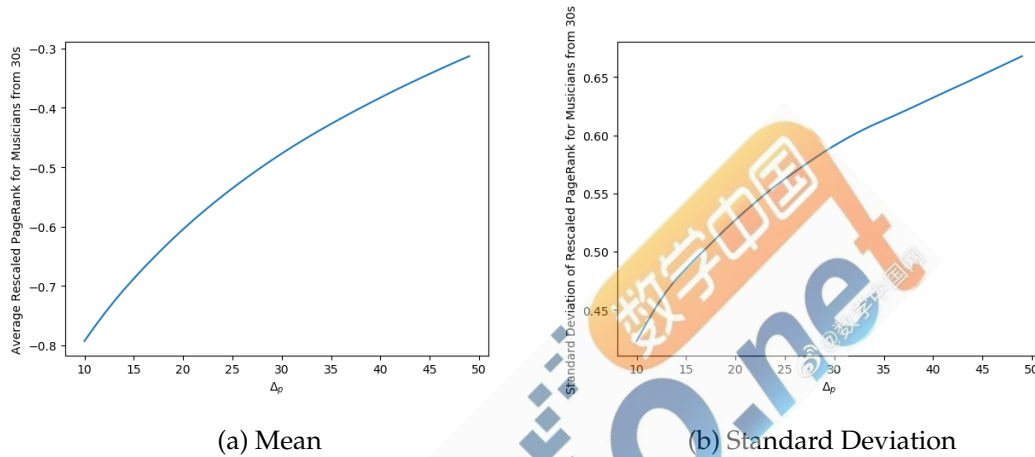 Average Rescaled PageRank for Musicians from 30s
−0.3
−0.4
−0.5
−0.6
−0.7
−0.8
10 15 20 25 30 35 40 45 50
Δp
(a) Mean
Standard Deviation of Rescaled PageRank for Musicians from 30s
0.65
0.60
0.55
0.50
0.45
10 15 20 25 30 35 40 45 50
Δp
(b) Standard Deviation
数学中国
o.net
@数学中国网